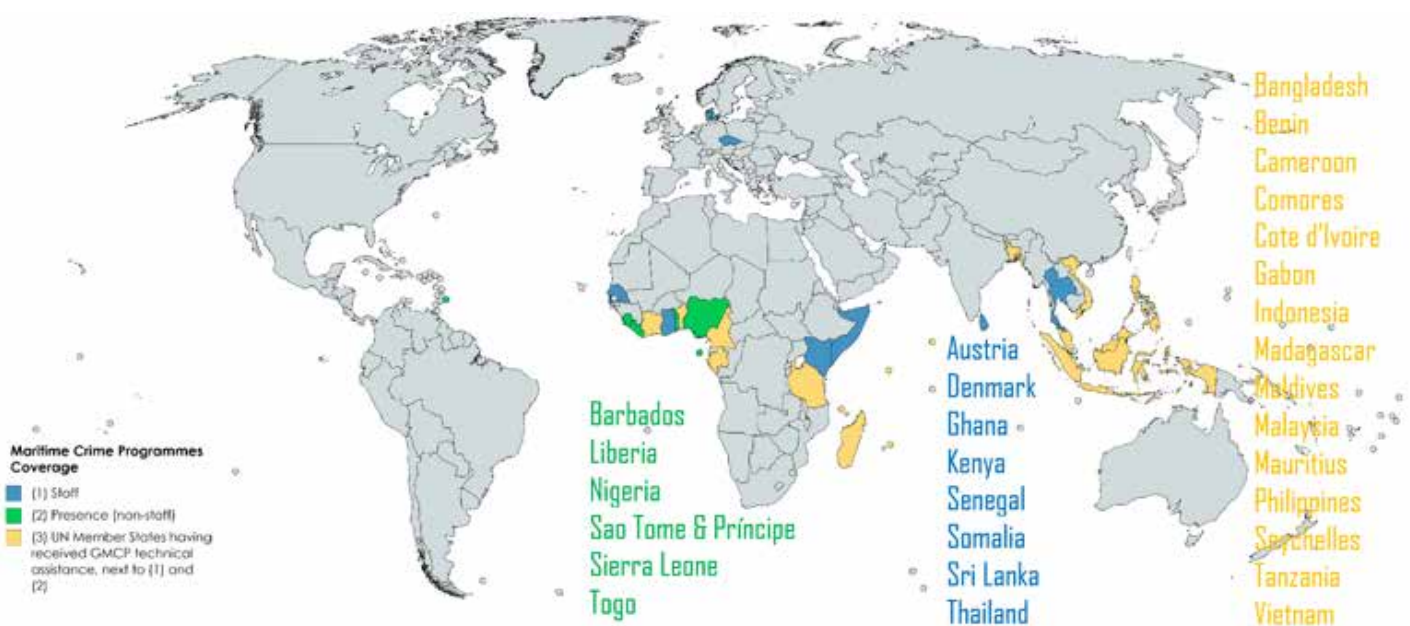 Bangladesh
Benin
Cameroon
Comores
Cote d'Ivoire
Gabon
Indonesia
Madagascar
Maldives
Malaysia
Mauritius
Philippines
Seychelles
Tanzania
Vietnam
Austria
Denmark
Ghana
Kenya
Senegal
Somalia
Sri Lanka
Thailand
Barbados
Liberia
Nigeria
Sao Tome & Príncipe
Sierra Leone
Togo
Maritime Crime Programmes
Coverage
(1) Staff
(2) Presence (non-staff)
(3) UN Member States having
received GMCP technical
assistance, next to (1) and
(2)